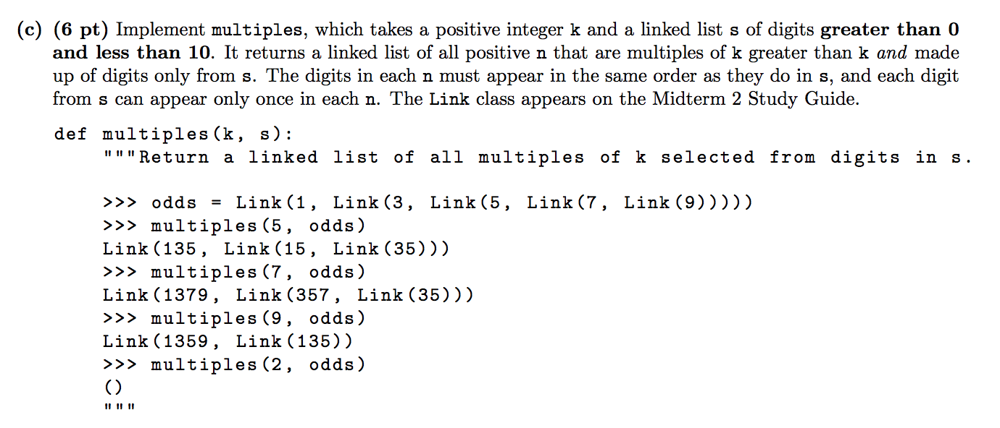 (c) (6 pt) Implement multiples, which takes a positive integer k and a linked list s of digits greater than 0
and less than 10. It returns a linked list of all positive n that are multiples of k greater than k and made
up of digits only from s. The digits in each n must appear in the same order as they do in s, and each digit
from s can appear only once in each n. The Link class appears on the Midterm 2 Study Guide.
def multiples(k, s):
"""Return a linked list of all multiples of k selected from digits in s.
>>> odds = Link(1, Link(3, Link(5, Link(7, Link(9)))))
>>> multiples(5, odds)
Link(135, Link(15, Link(35)))
>>> multiples(7, odds)
Link(1379, Link(357, Link(35)))
>>> multiples(9, odds)
Link(1359, Link(135))
>>> multiples(2, odds)
()
"""